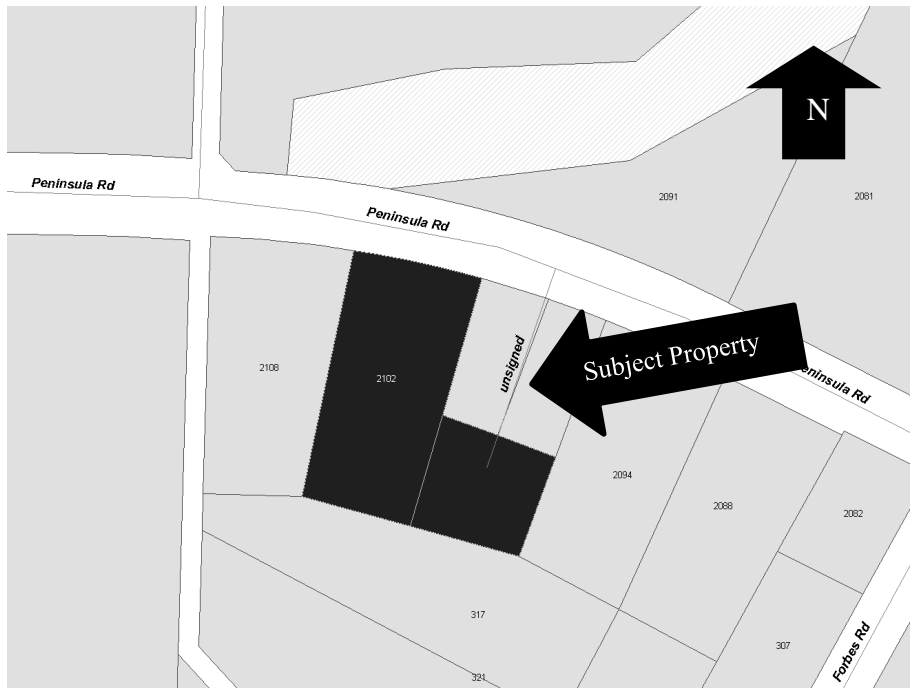 N
Peninsula Rd
2091
2081
Peninsula Rd
Subject Property
unsigned
2108
2102
eninsula Rd
2094
2088
2082
317
307
Forbes Rd
321